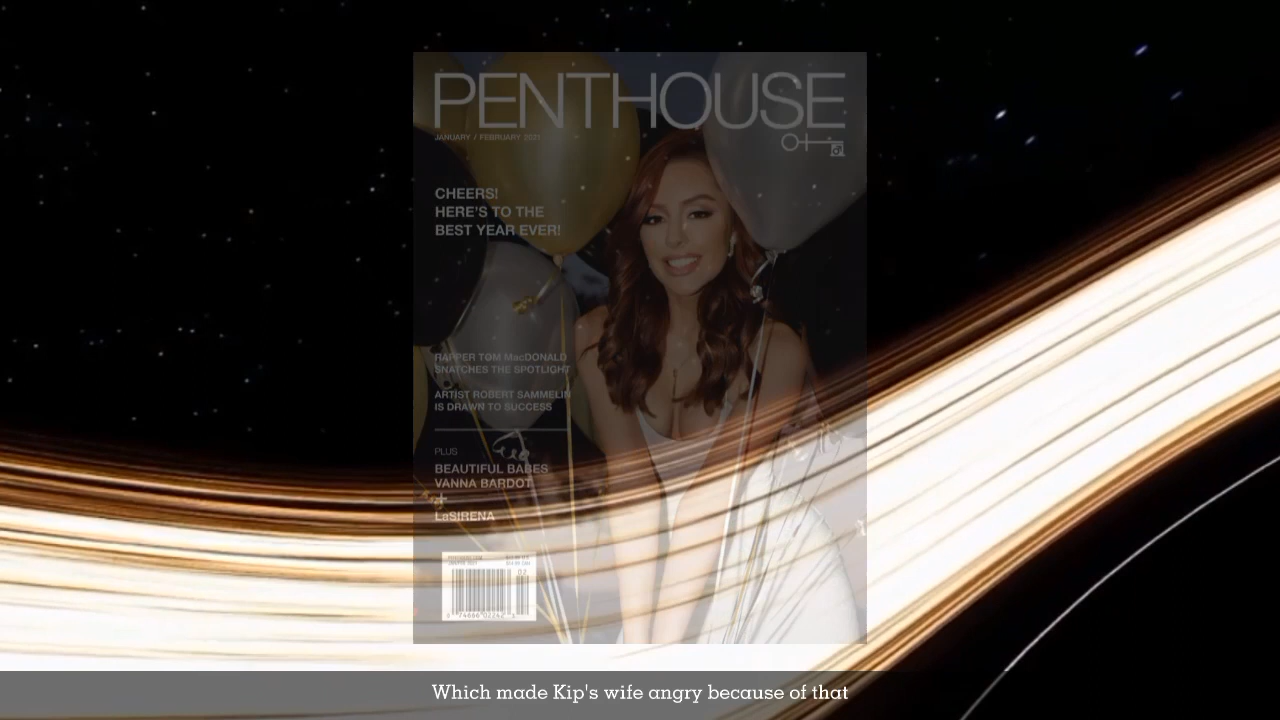 PENTHOUSE
JANUARY / FEBRUARY 2021
CHEERS!
HERE'S TO THE
BEST YEAR EVER!
RAPPER TOM MacDONALD
SNATCHES THE SPOTLIGHT
ARTIST ROBERT SAMMELIN
IS DRAWN TO SUCCESS
PLUS
BEAUTIFUL BABES
VANNA BARDOT
+
LaSIRENA
02
Which made Kip's wife angry because of that